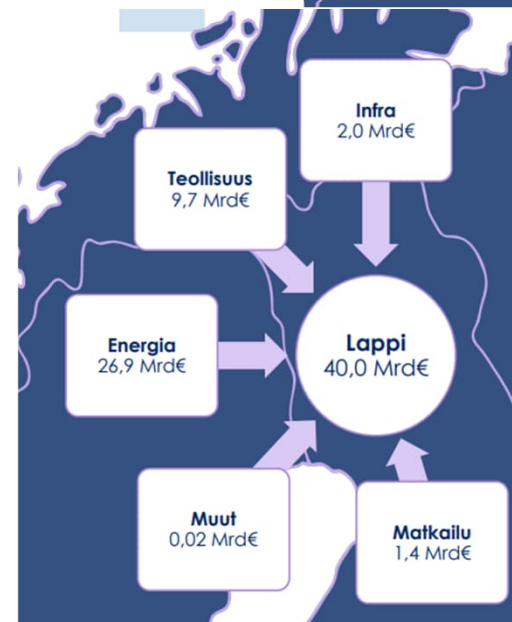 Infra
2,0 Mrd€
Teollisuus
9,7 Mrd€
Energia
26,9 Mrd€
Lappi
40,0 Mrd€
Muut
0,02 Mrd€
Matkailu
1,4 Mrd€